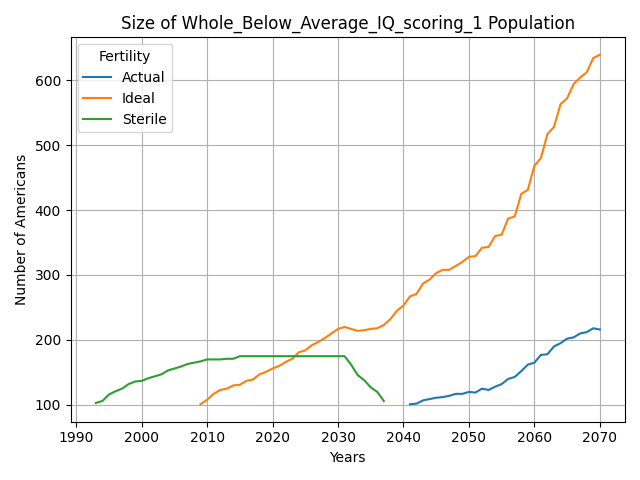 Size of Whole_Below_Average_IQ_scoring_1 Population
Fertility
Actual
Ideal
Sterile
Number of Americans
600
500
400
300
200
100
1990
2000
2010
2020
2030
2040
2050
2060
2070
Years